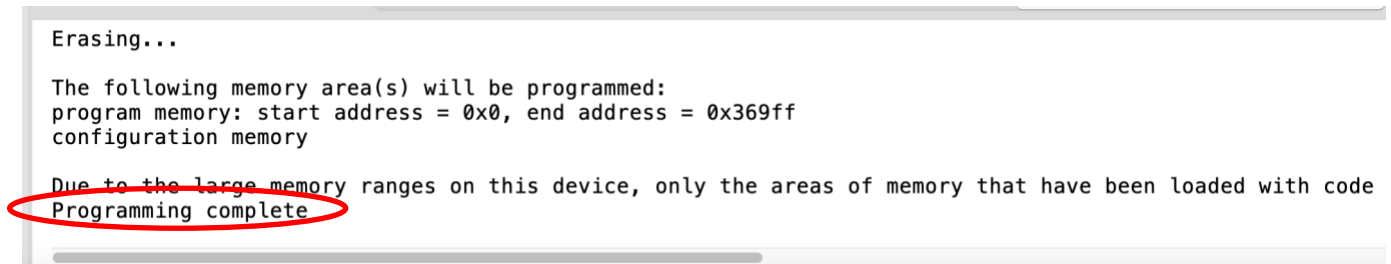 Erasing...
The following memory area(s) will be programmed:
program memory: start address = 0x0, end address = 0x369ff
configuration memory
Due to the large memory ranges on this device, only the areas of memory that have been loaded with code
Programming complete